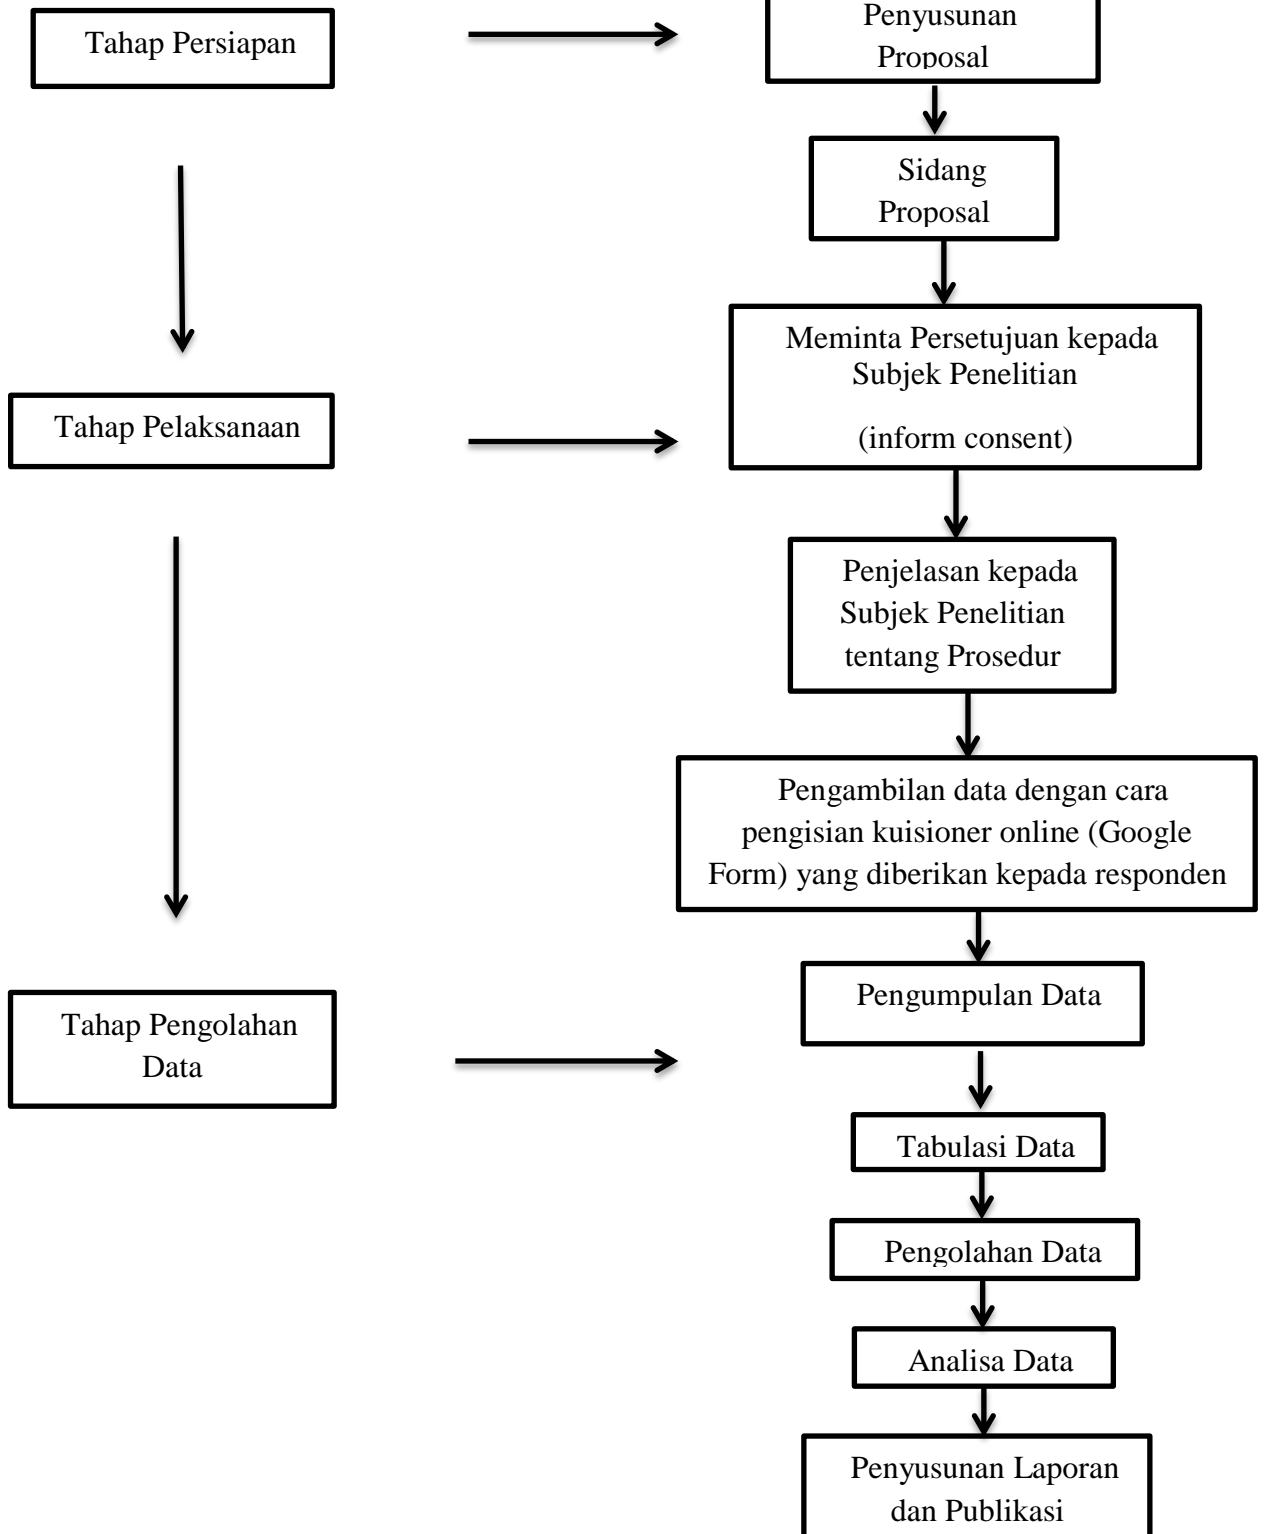 Tahap Persiapan
Penyusunan
Proposal
Sidang
Proposal
Tahap Pelaksanaan
Meminta Persetujuan kepada
Subjek Penelitian
(inform consent)
Penjelasan kepada
Subjek Penelitian
tentang Prosedur
Pengambilan data dengan cara
pengisian kuisioner online (Google
Form) yang diberikan kepada responden
Tahap Pengolahan
Data
Pengumpulan Data
Tabulasi Data
Pengolahan Data
Analisa Data
Penyusunan Laporan
dan Publikasi